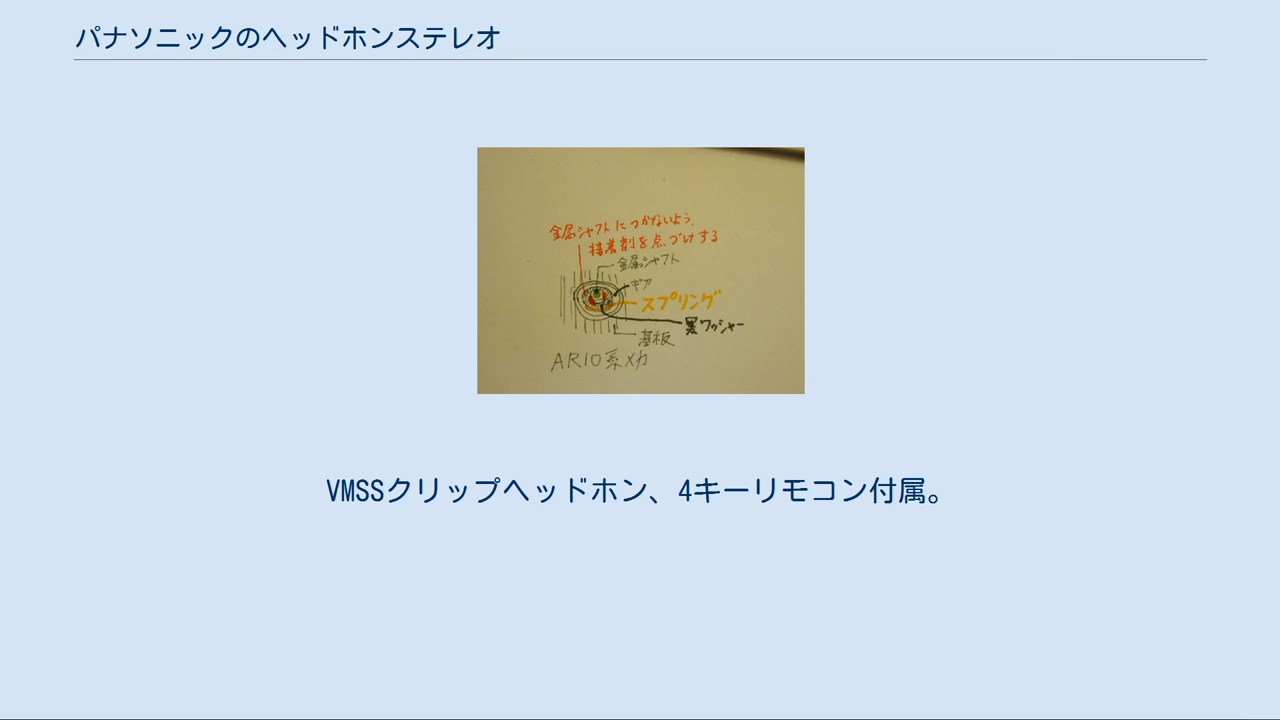 パナソニックのヘッドホンステレオ
金属シャフトにつかないよう、
接着剤を点づけする
金属シャフト
ギア
スプリング
黒ワッシャー
基板
AR10系メカ
VMSSクリップヘッドホン、4キーリモコン付属。